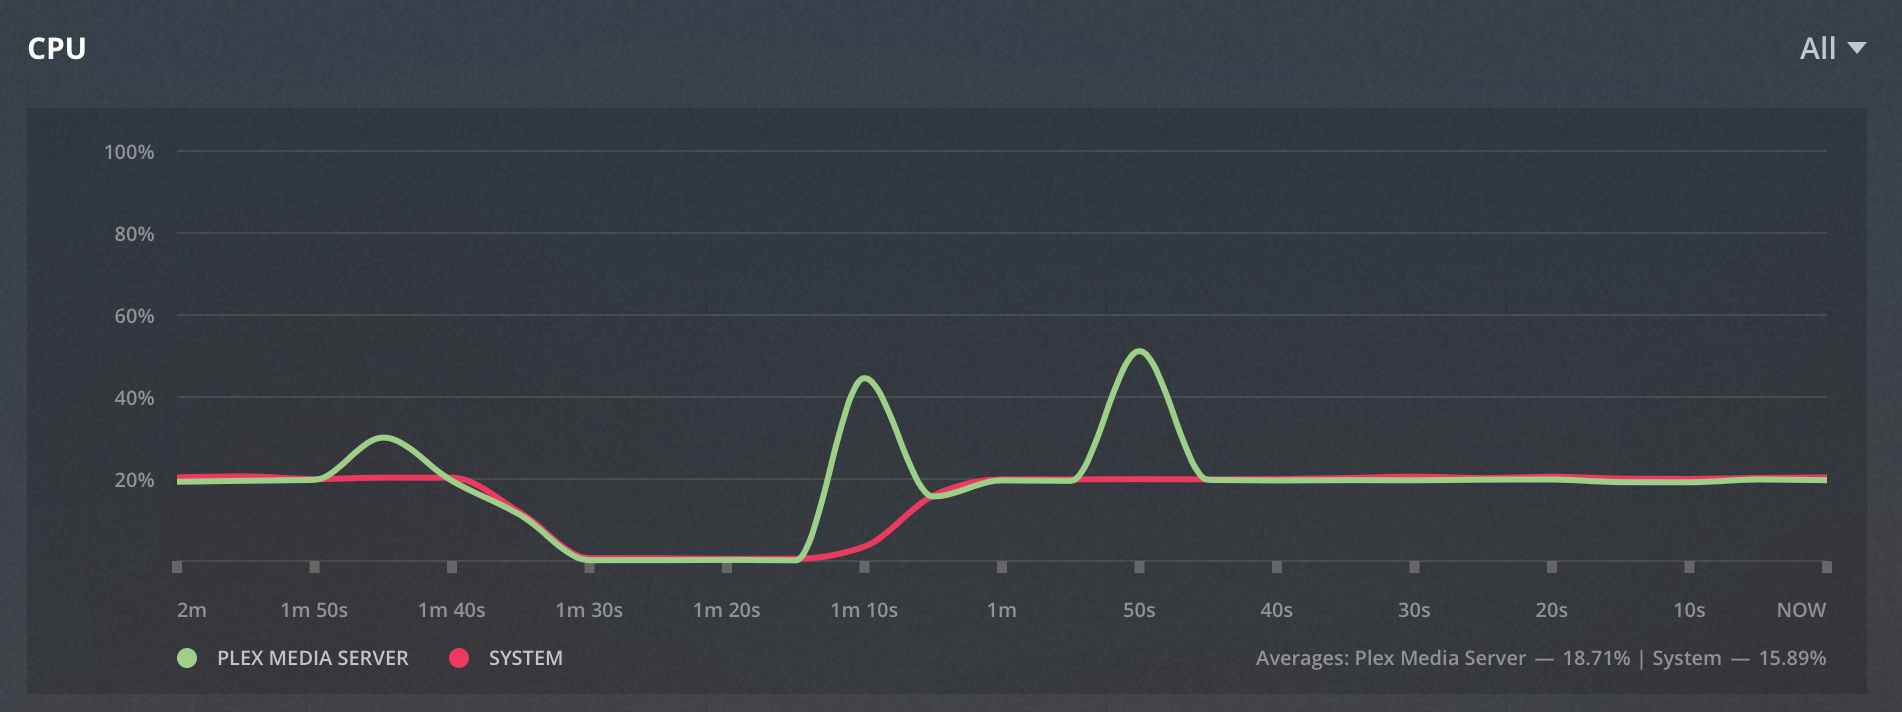 CPU
All
100%
80%
60%
40%
20%
2m 1m 50s 1m 40s 1m 30s 1m 20s 1m 10s 1m 50s 40s 30s 20s 10s NOW
PLEX MEDIA SERVER SYSTEM Averages: Plex Media Server — 18.71% | System — 15.89%